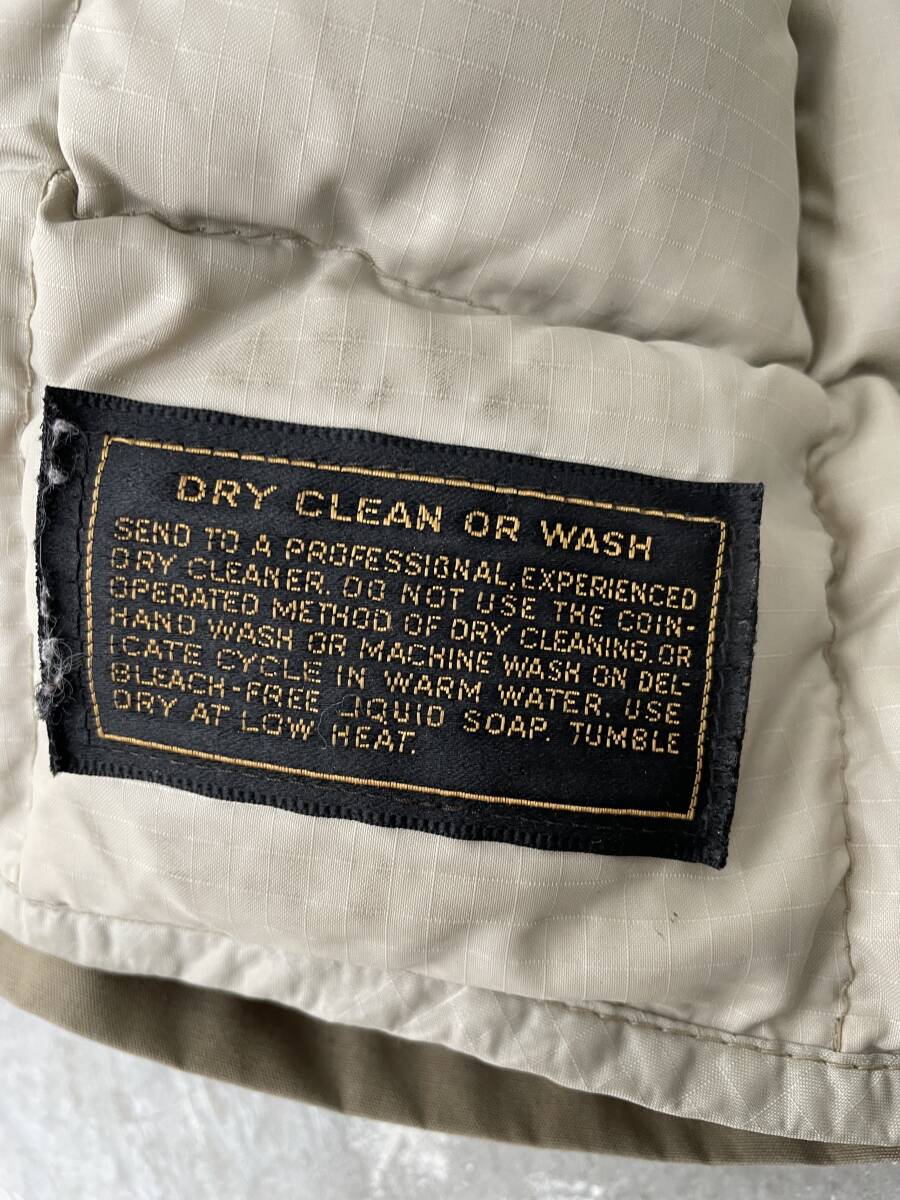 DRY CLEAN OR WASH
SEND TO A PROFESSIONAL, EXPERIENCED
DRY CLEANER. DO NOT USE THE COIN-
OPERATED METHOD OF DRY CLEANING. OR
HAND WASH OR MACHINE WASH ON DEL-
ICATE CYCLE IN WARM WATER. USE
BLEACH-FREE LIQUID SOAP. TUMBLE
DRY AT LOW HEAT.